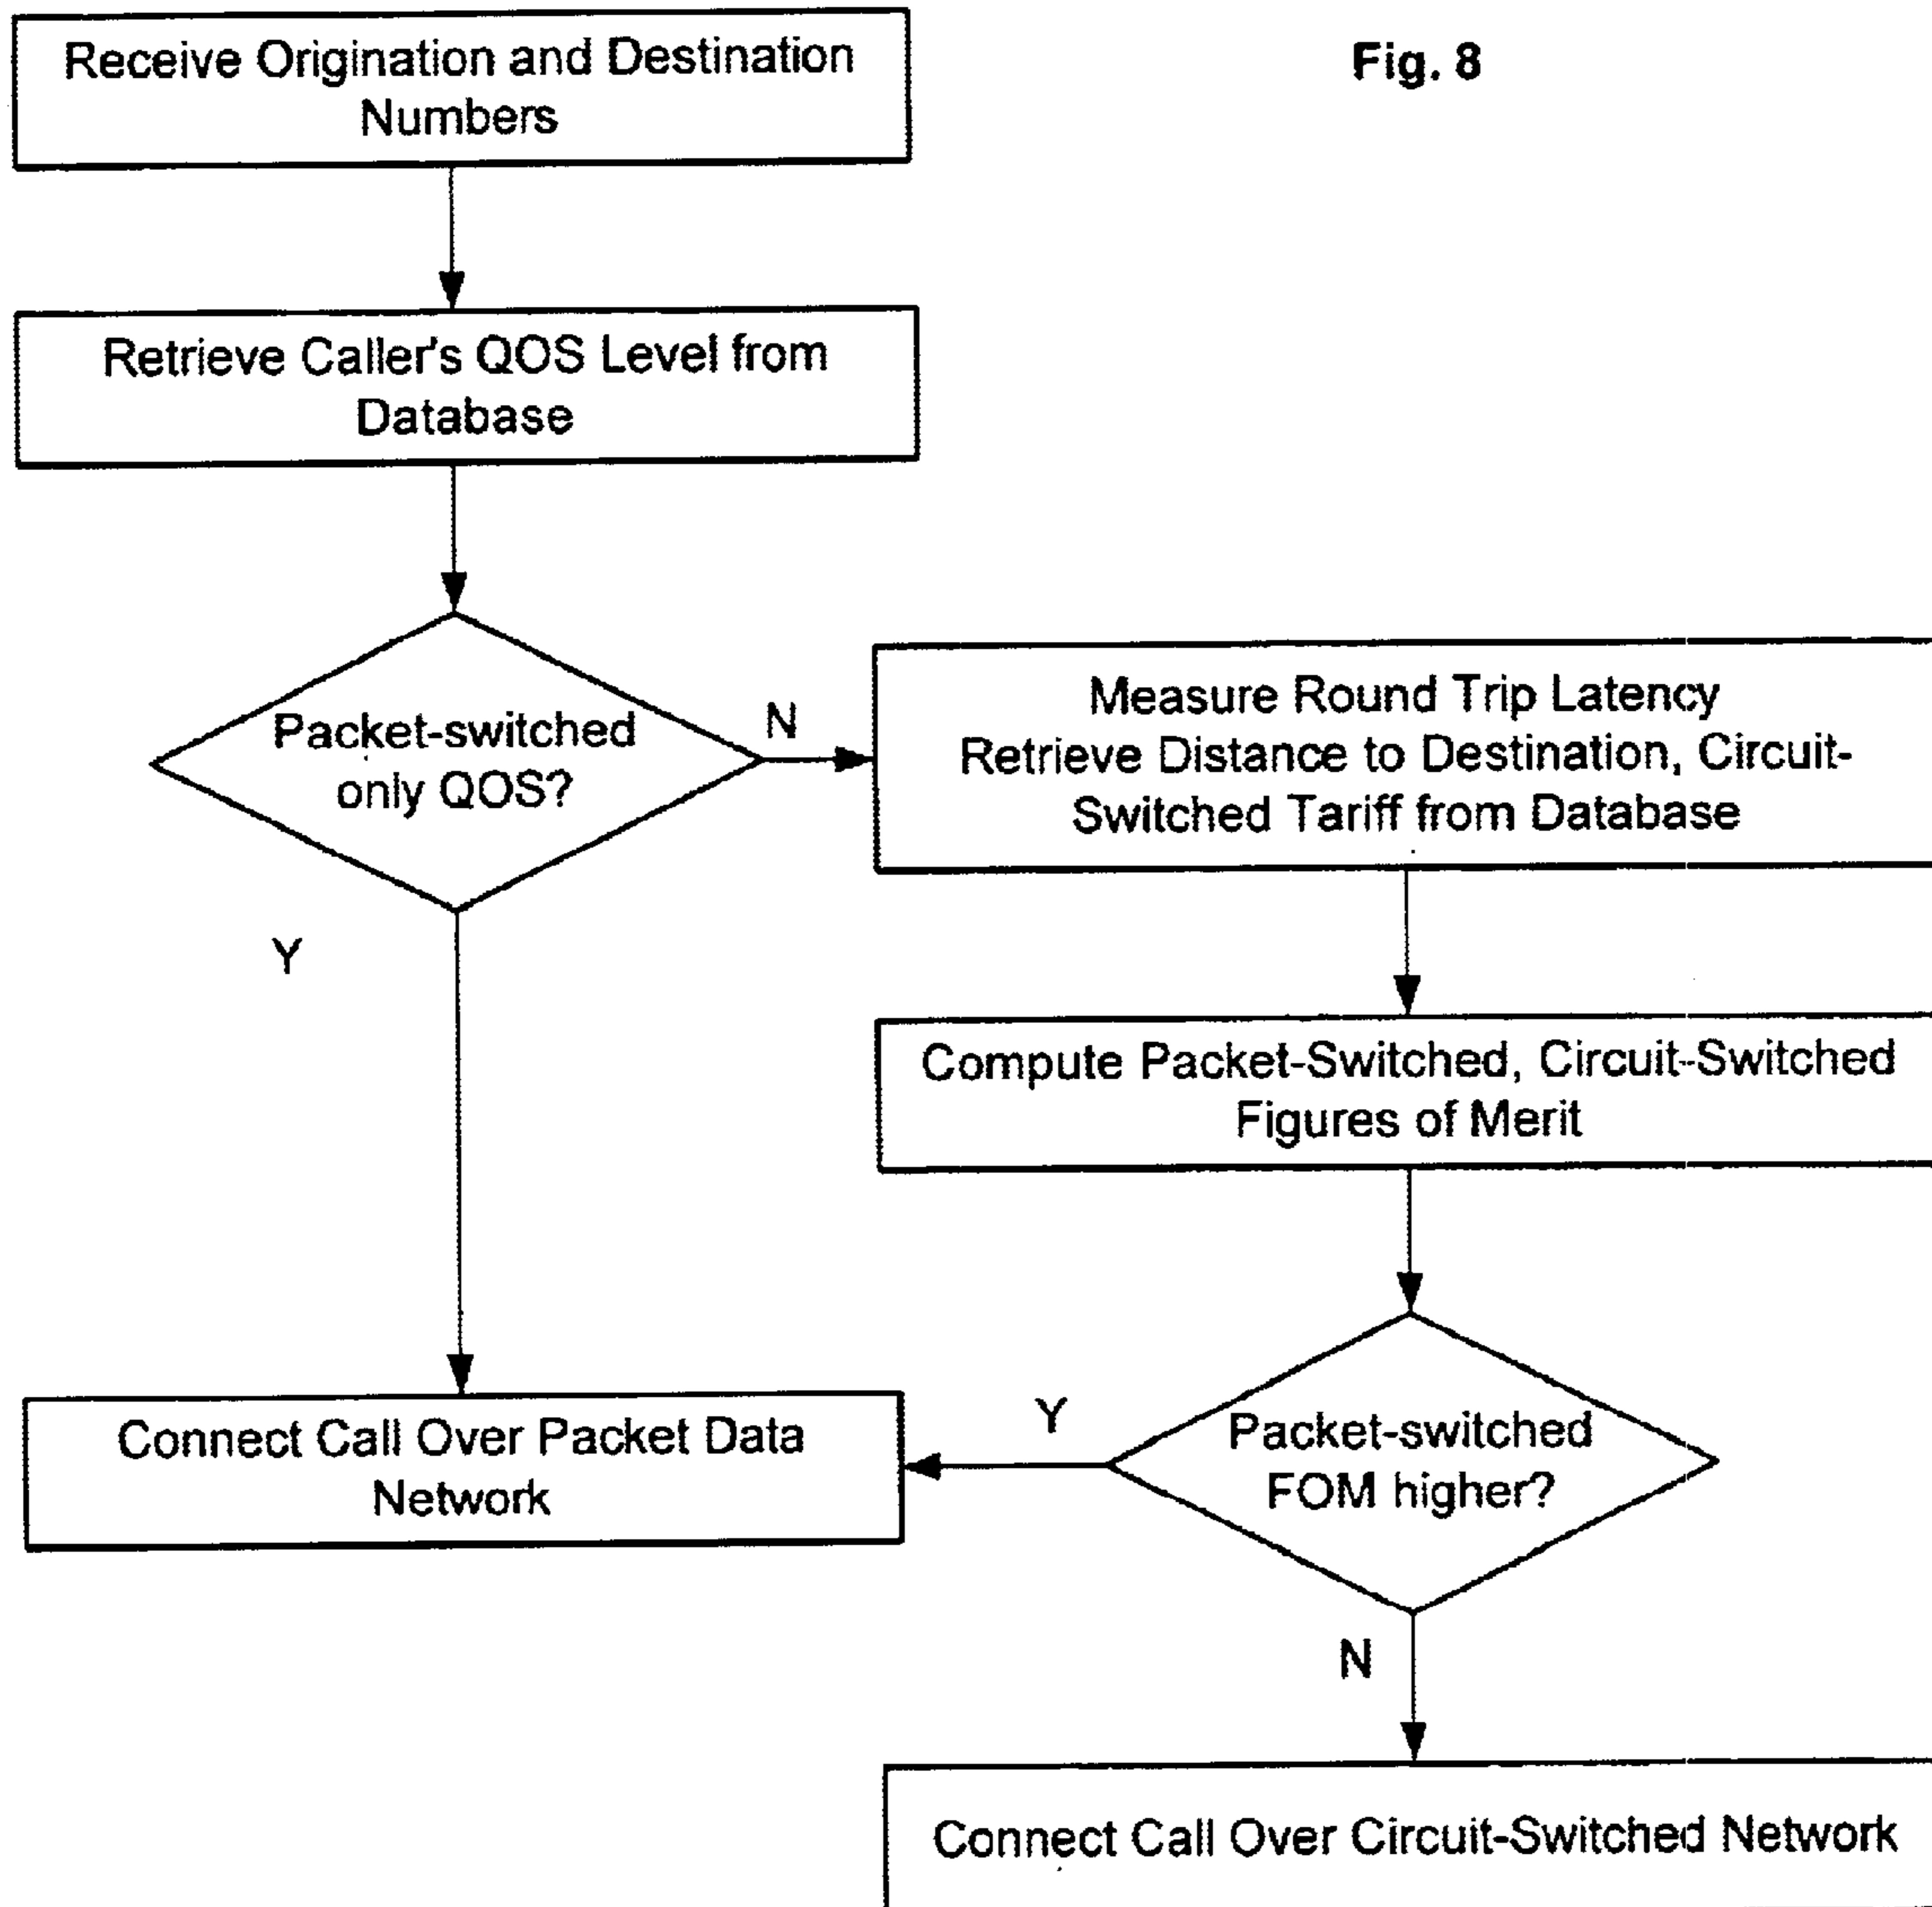 Fig. 8
Receive Origination and Destination
Numbers
Retrieve Caller's QOS Level from
Database
Packet-switched
only QOS?
N
Y
Measure Round Trip Latency
Retrieve Distance to Destination, Circuit-
Switched Tariff from Database
Compute Packet-Switched, Circuit-Switched
Figures of Merit
Packet-switched
FOM higher?
Y
N
Connect Call Over Packet Data
Network
Connect Call Over Circuit-Switched Network